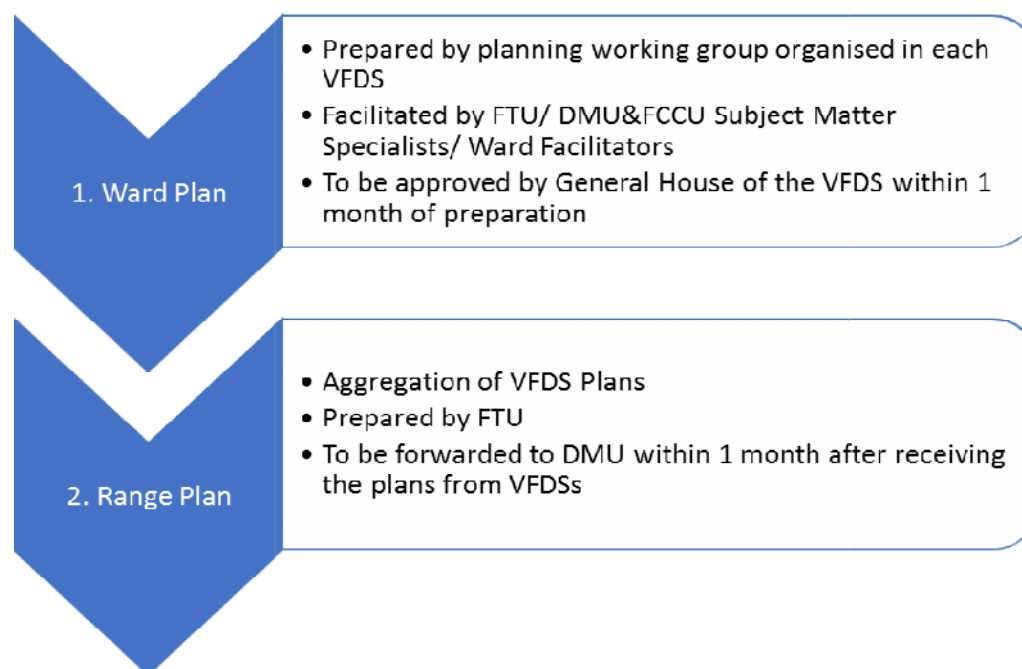 1. Ward Plan
• Prepared by planning working group organised in each
VFDS
• Facilitated by FTU/ DMU&FCCU Subject Matter
Specialists/ Ward Facilitators
• To be approved by General House of the VFDS within 1
month of preparation
2. Range Plan
• Aggregation of VFDS Plans
• Prepared by FTU
• To be forwarded to DMU within 1 month after receiving
the plans from VFDSs